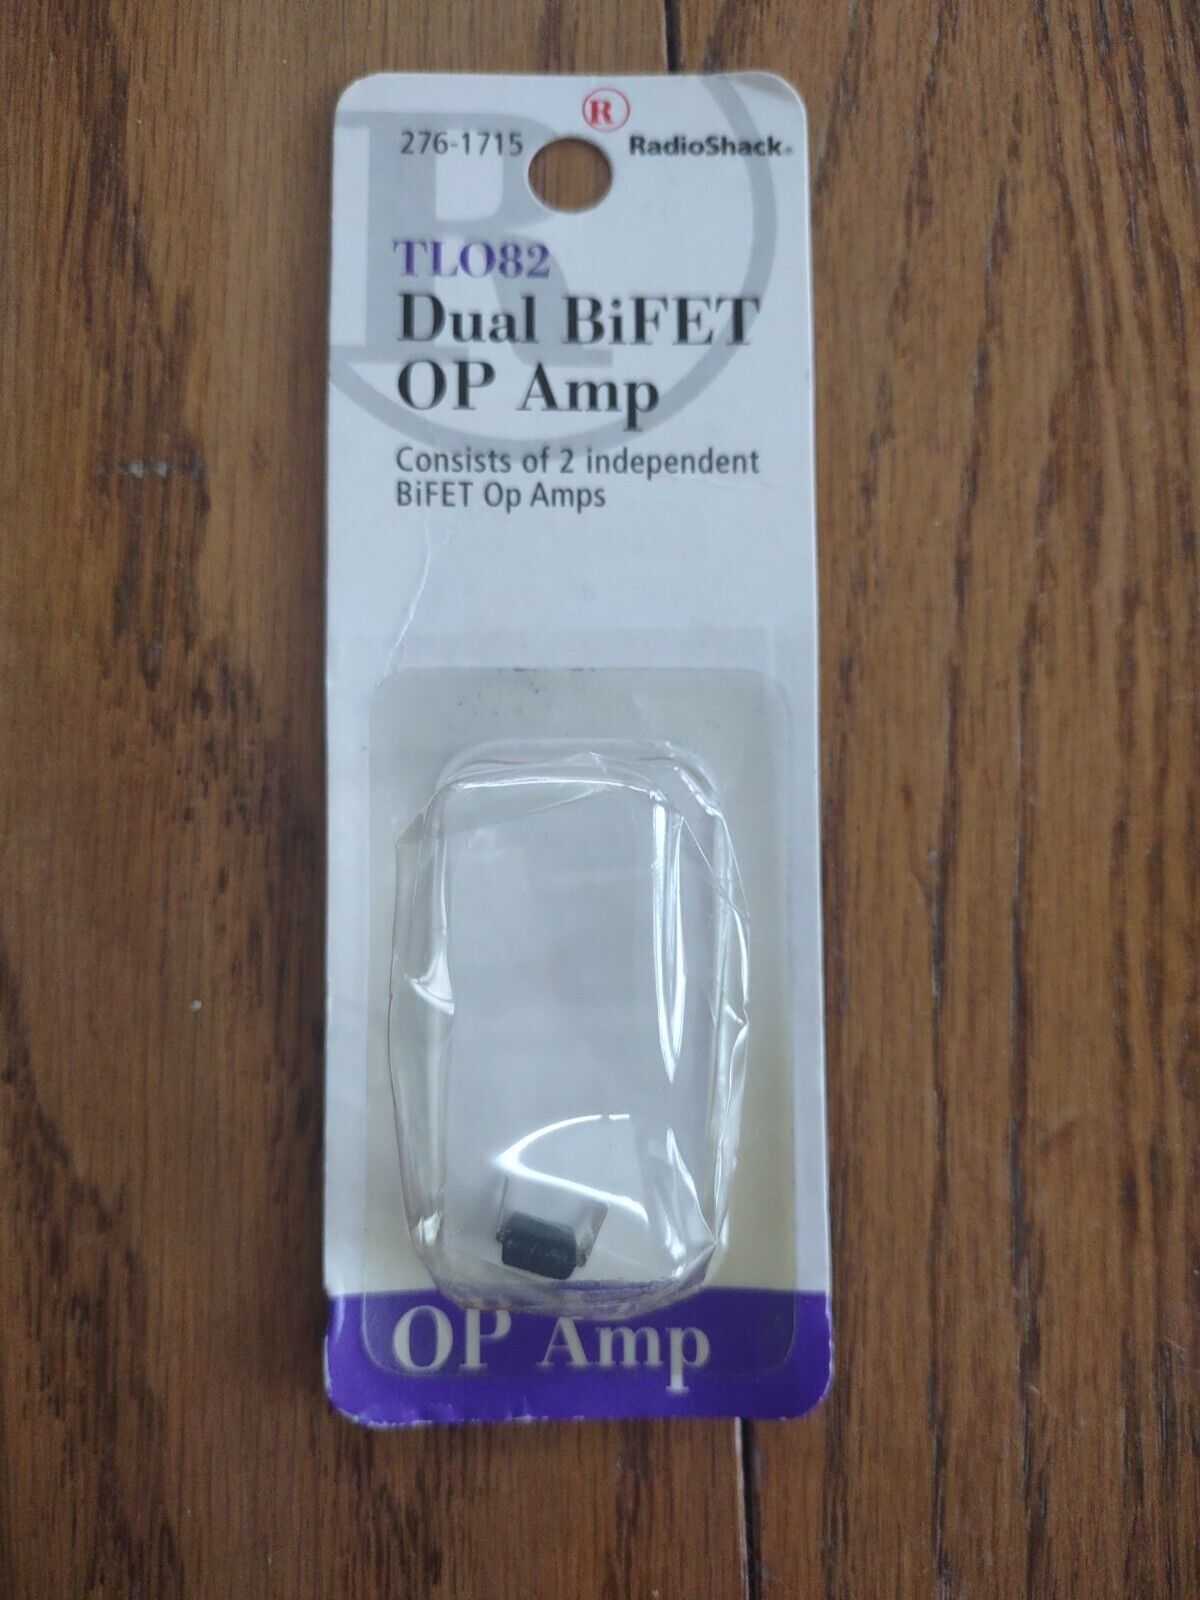 276-1715
R
RadioShack®
TLO82
Dual BiFET
OP Amp
Consists of 2 independent
BiFET Op Amps
OP Amp